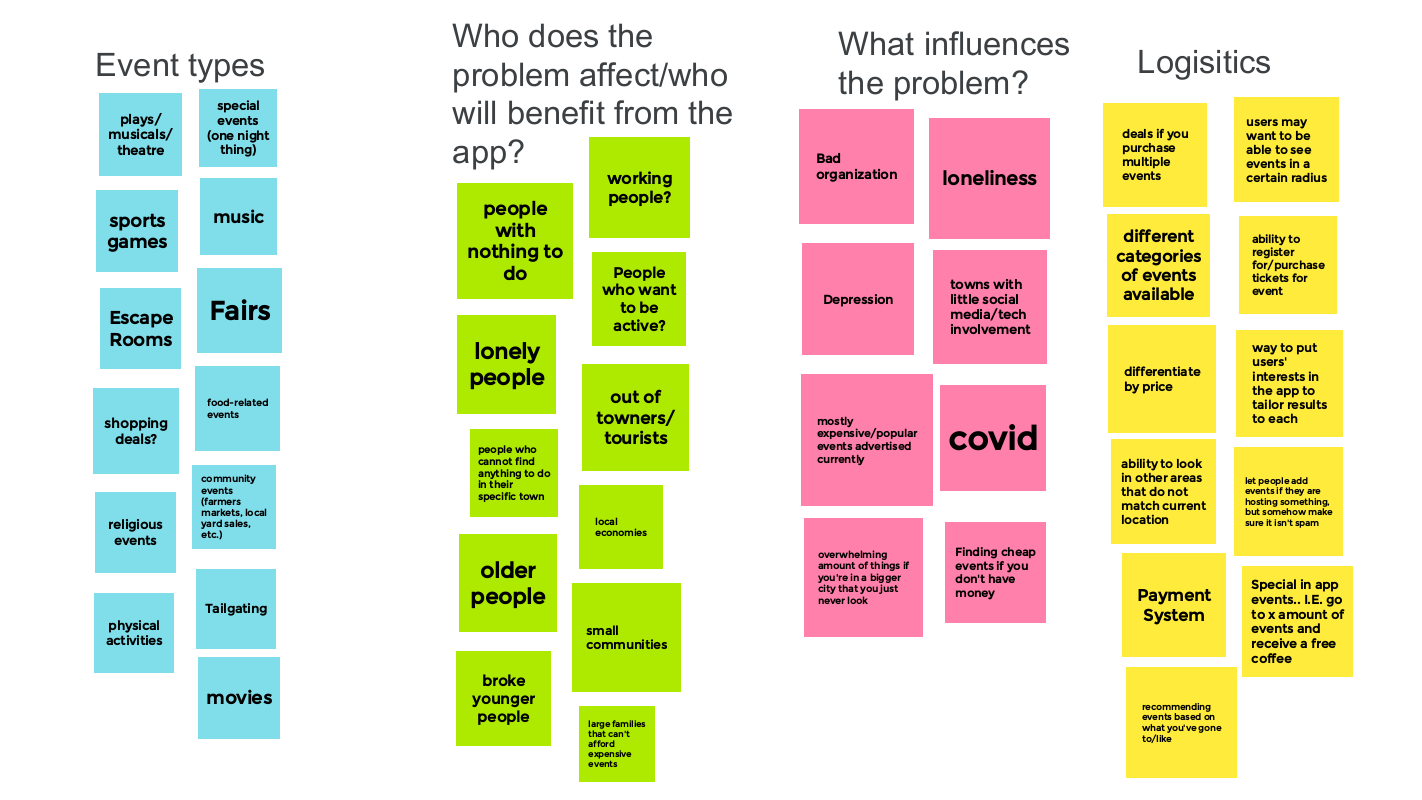 Event types
plays/
musicals/
theatre
special
events
(one night
thing)
sports
games
music
Escape
Rooms
Fairs
shopping
deals?
food-related
events
religious
events
community
events
(farmers
markets, local
yard sales,
etc.)
physical
activities
Tailgating
movies
Who does the
problem affect/who
will benefit from the
app?
people
with
nothing to
do
working
people?
lonely
people
People
who want
to be
active?
people who
cannot find
anything to do
in their
specific town
out of
towners/
tourists
older
people
local
economies
broke
younger
people
small
communities
large families
that can't
afford
expensive
events
What influences
the problem?
Bad
organization
loneliness
Depression
towns with
little social
media/tech
involvement
mostly
expensive/popular
events advertised
currently
covid
overwhelming
amount of things if
you're in a bigger
city that you just
never look
Finding cheap
events if you
don't have
money
Logisitics
deals if you
purchase
multiple
events
users may
want to be
able to see
events in a
certain radius
different
categories
of events
available
ability to
register
for/purchase
tickets for
event
differentiate
by price
way to put
users'
interests in
the app to
tailor results
to each
ability to look
in other areas
that do not
match current
location
let people add
events if they are
hosting something,
but somehow make
sure it isn't spam
Payment
System
Special in app
events.. I.E. go
to x amount of
events and
receive a free
coffee
recommending
events based on
what you've gone
to/like